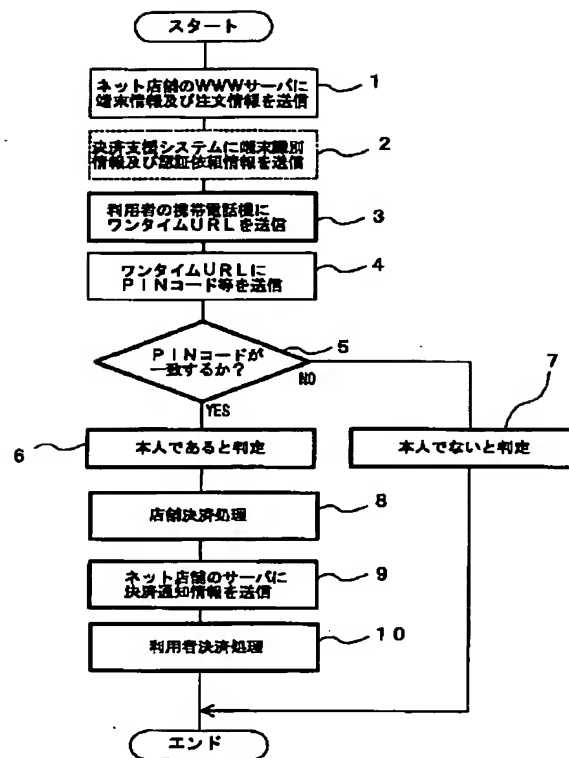 スタート
ネット店舗のWWWサーバに
端末情報及び注文情報を送信
1
決済支援システムに端末識別
情報及び認証依頼情報を送信
2
利用者の携帯電話機に
ワンタイムURLを送信
3
ワンタイムURLに
PINコード等を送信
4
PINコードが
一致するか?
5
NO
YES
7
6
本人であると判定
本人でないと判定
店舗決済処理
8
ネット店舗のサーバに
決済通知情報を送信
9
利用者決済処理
10
エンド